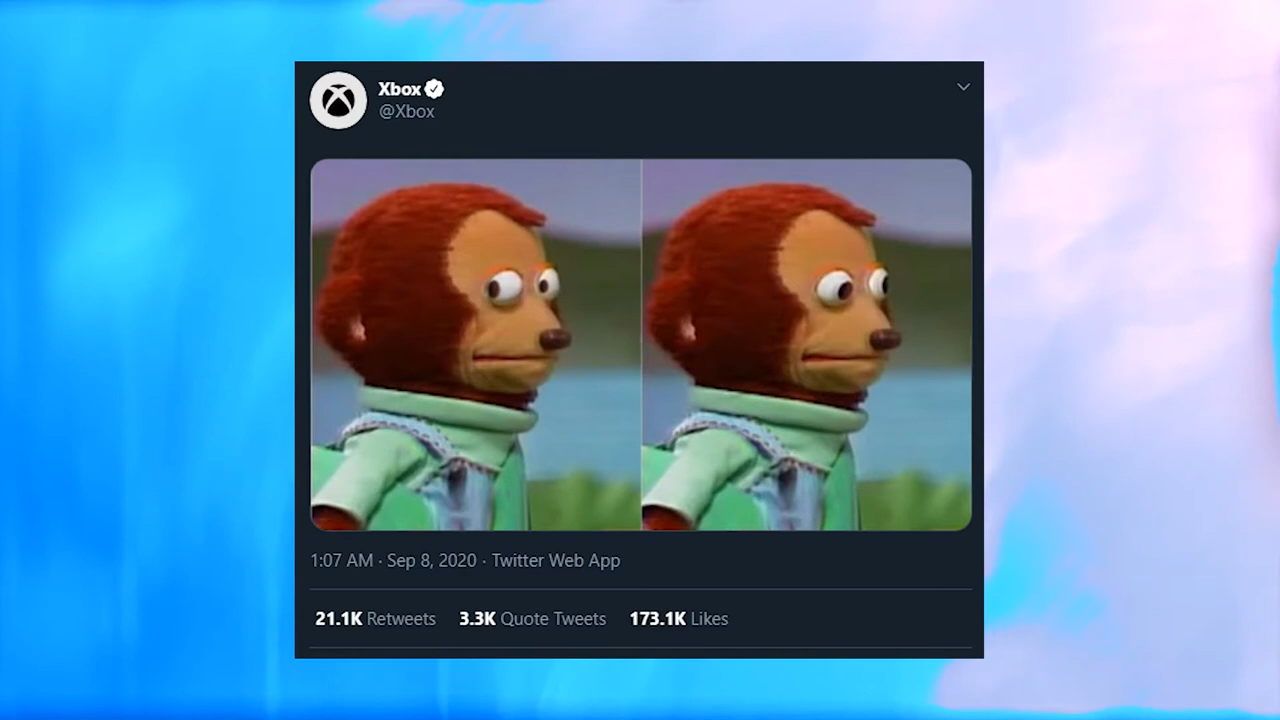 Xbox
@Xbox
1:07 AM · Sep 8, 2020 · Twitter Web App
21.1K Retweets 3.3K Quote Tweets 173.1K Likes